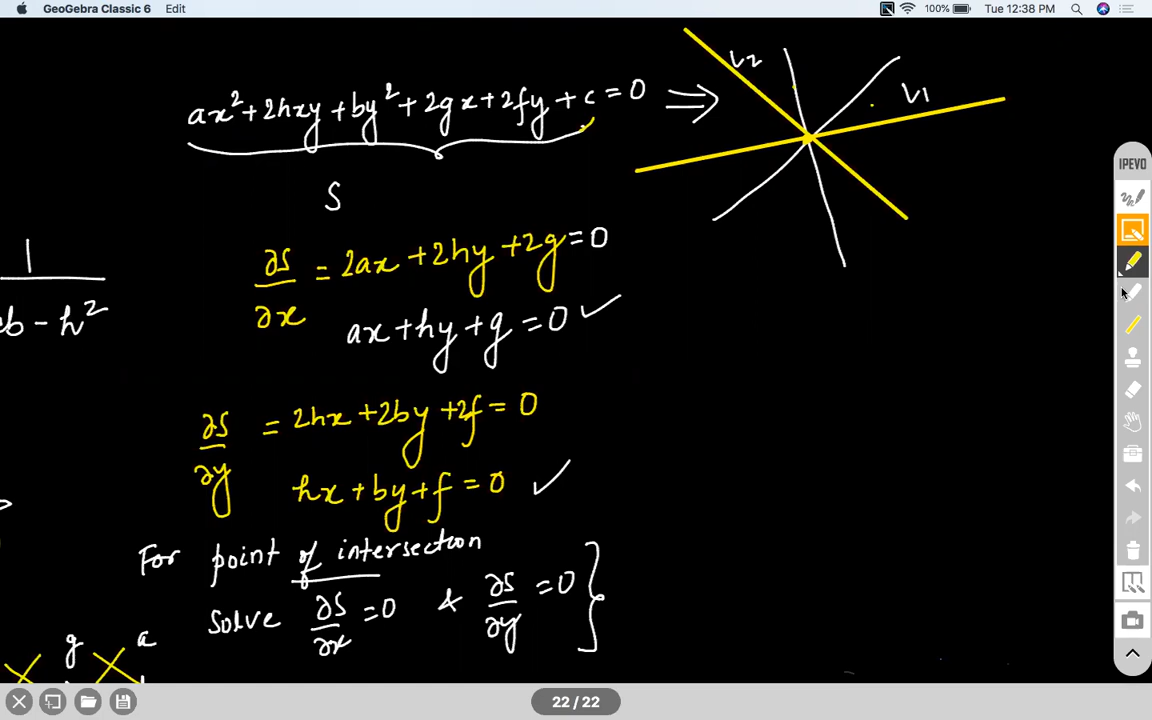 GeoGebra Classic 6 Edit 100% Tue 12:38 PM
ax²+2hxy+by²+2gx+2fy+c=0 ⇒
L2
L1
S
IPEVO
∂S/∂x = 2ax+2hy+2g=0
1
b-h²
ax+hy+g=0 ✓
∂S/∂y = 2hx+2by+2f=0
hx+by+f=0 ✓
For point of intersection
Solve ∂S/∂x=0 & ∂S/∂y=0 }
g a
22 / 22